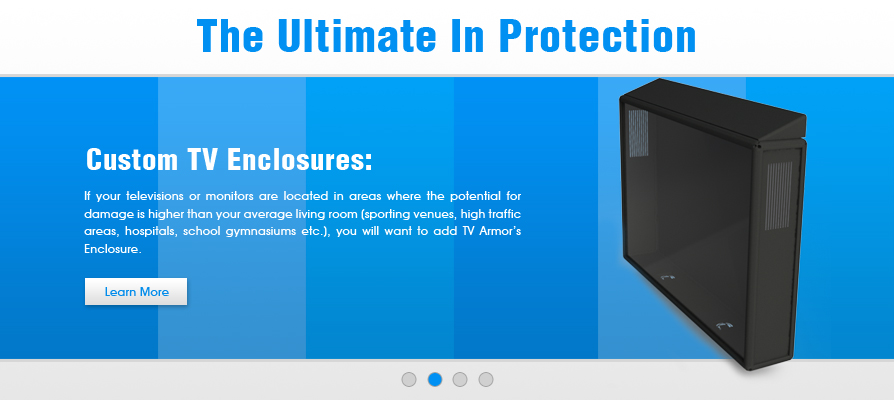 The Ultimate In Protection
Custom TV Enclosures:
If your televisions or monitors are located in areas where the potential for
damage is higher than your average living room (sporting venues, high traffic
areas, hospitals, school gymnasiums etc.), you will want to add TV Armor's
Enclosure.
Learn More